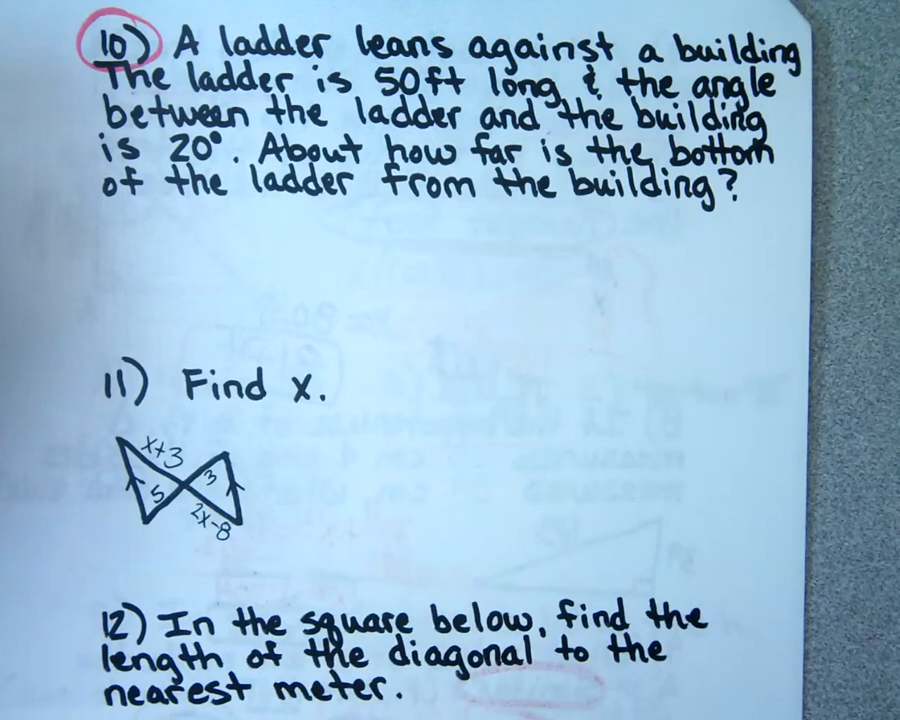 10) A ladder leans against a building
The ladder is 50ft long & the angle
between the ladder and the building
is 20°. About how far is the bottom
of the ladder from the building?
11) Find x.
x+3
3
5
2x-8
12) In the square below, find the
length of the diagonal to the
nearest meter.